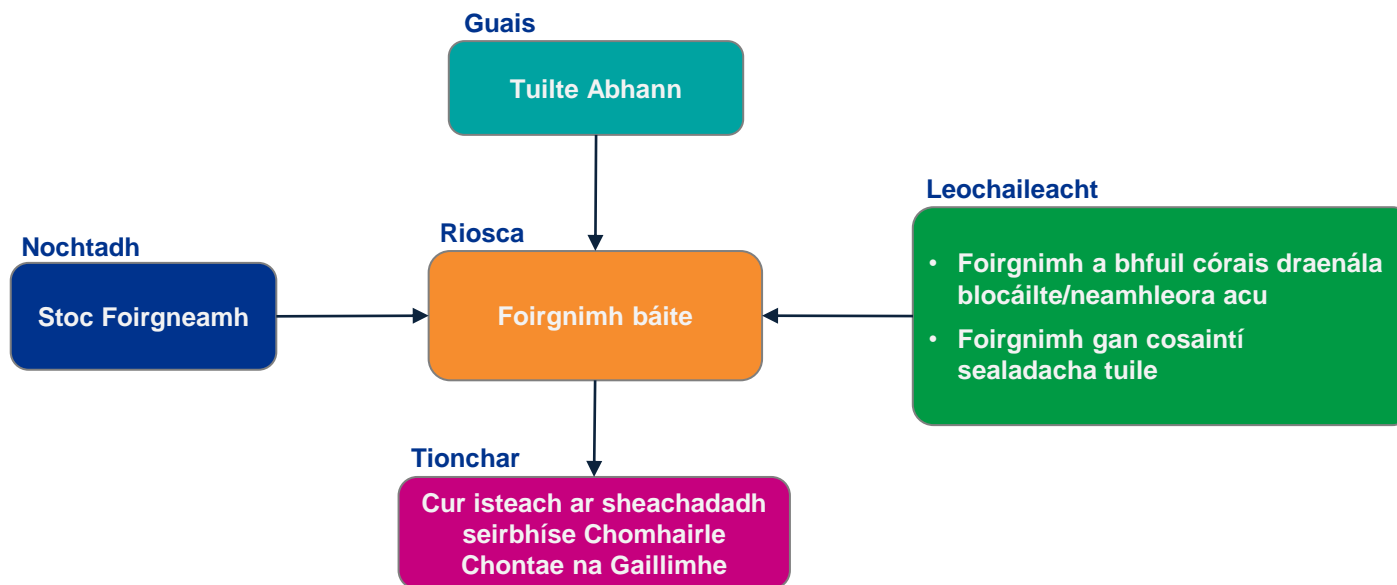 Guais
Tuilte Abhann
Leochaileacht
• Foirgnimh a bhfuil córais draenála
blocáilte/neamhleora acu
• Foirgnimh gan cosaintí
sealadacha tuile
Nochtadh
Stoc Foirgneamh
Riosca
Foirgnimh báite
Tionchar
Cur isteach ar sheachadadh
seirbhíse Chomhairle
Chontae na Gaillimhe